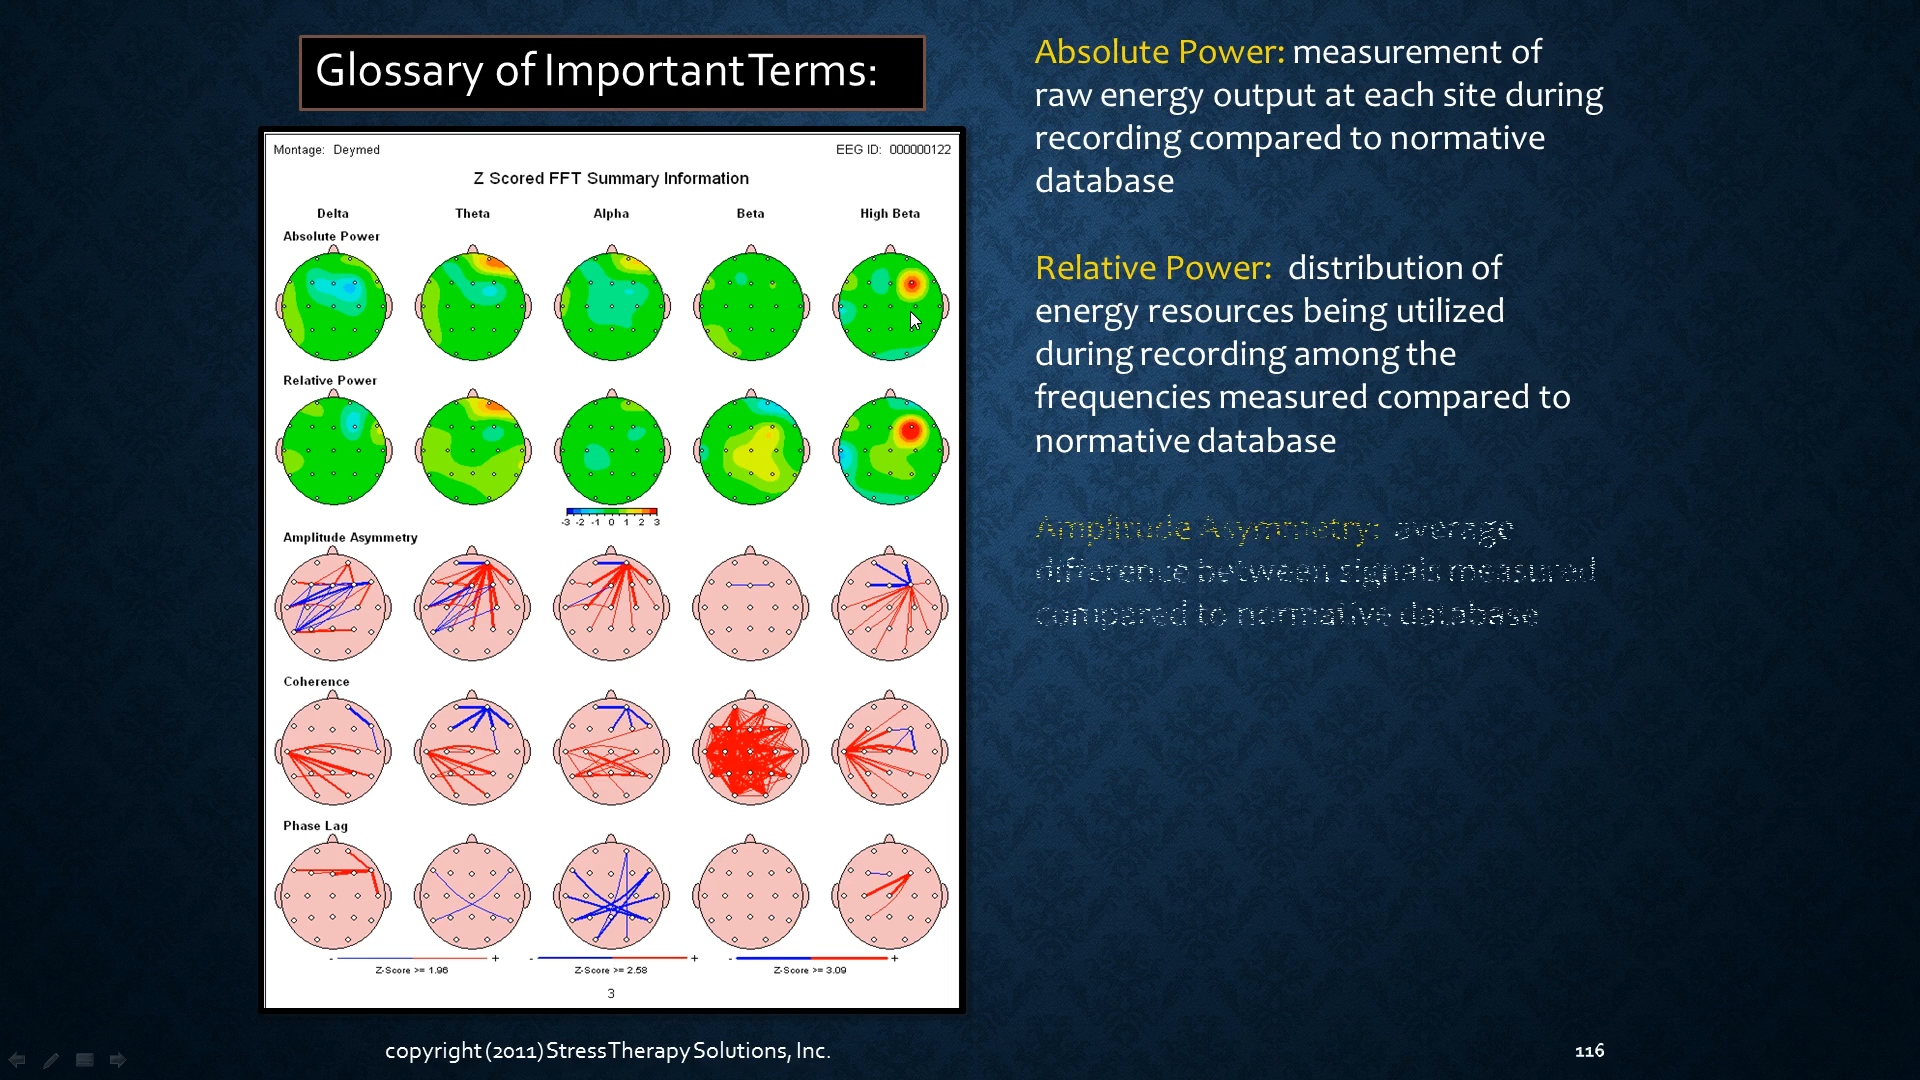 Glossary of Important Terms:
Montage: Deymed
EEG ID: 000000122
Z Scored FFT Summary Information
Delta Theta Alpha Beta High Beta
Absolute Power
Relative Power
-3 -2 -1 0 1 2 3
Amplitude Asymmetry
Coherence
Phase Lag
- + - + - +
Z-Score >= 1.96 Z-Score >= 2.58 Z-Score >= 3.09
3
Absolute Power: measurement of
raw energy output at each site during
recording compared to normative
database
Relative Power: distribution of
energy resources being utilized
during recording among the
frequencies measured compared to
normative database
Amplitude Asymmetry: average
difference between signals measured
compared to normative database
copyright (2011) Stress Therapy Solutions, Inc.
116